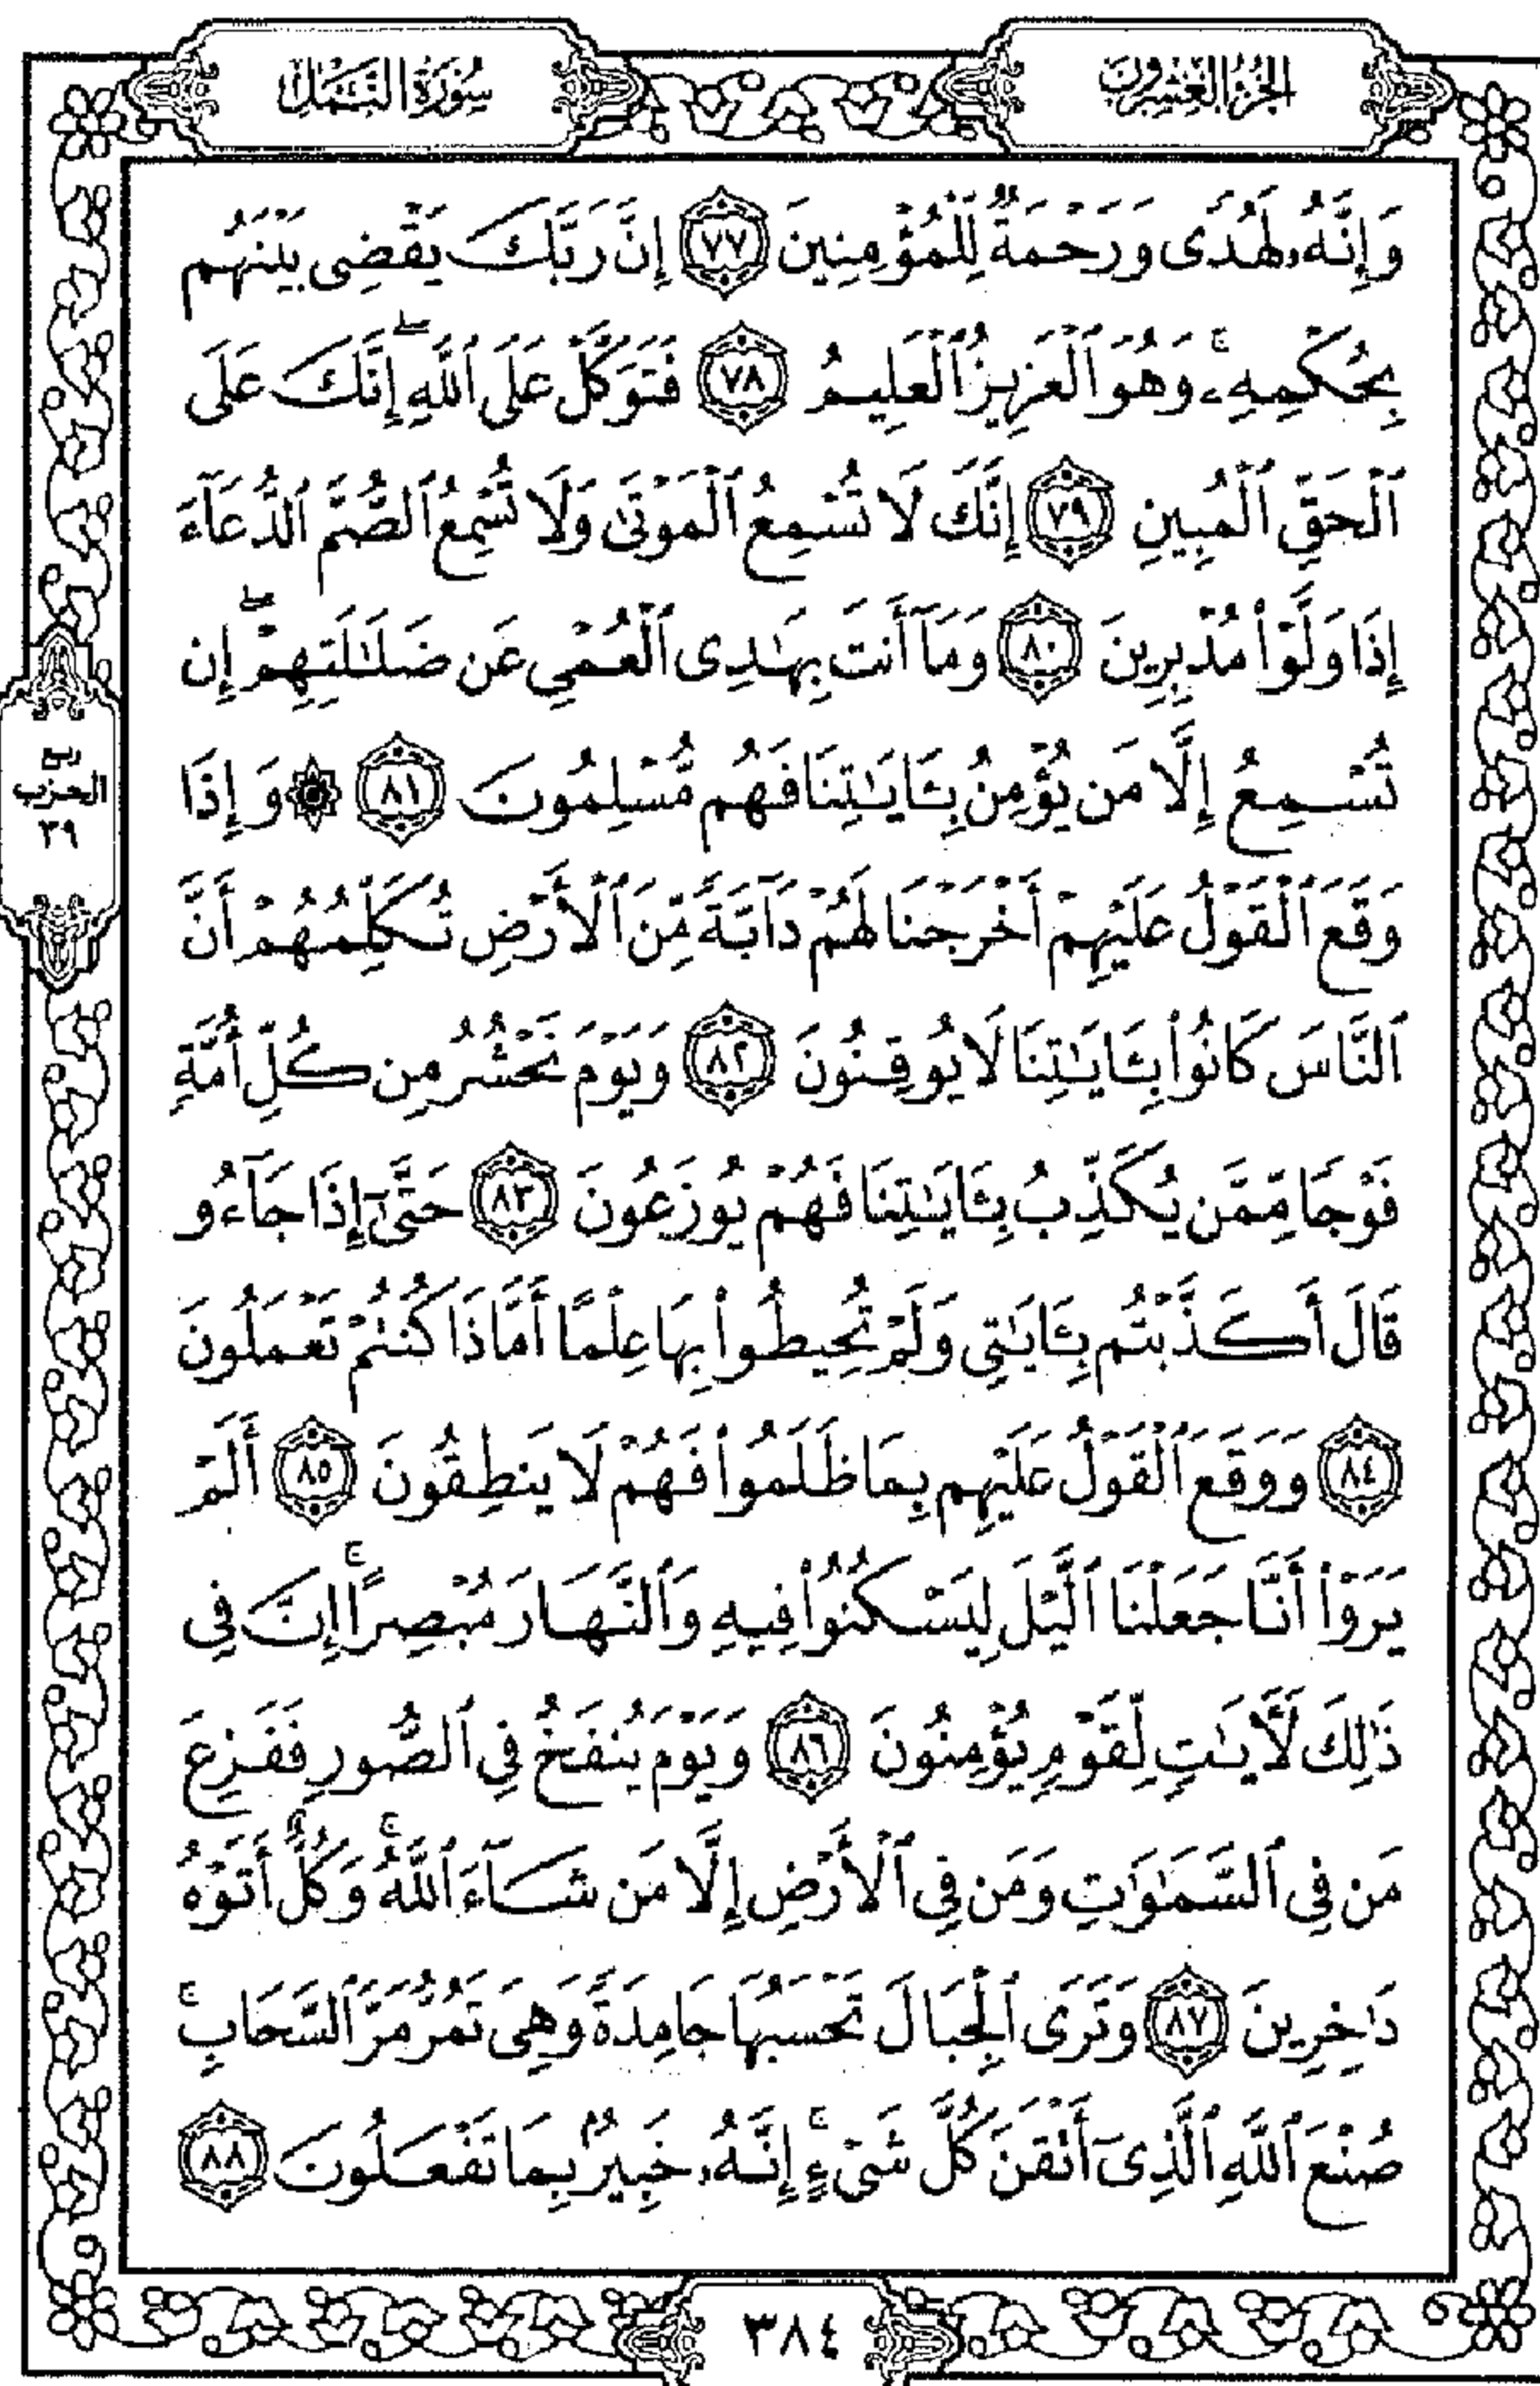 الجزء العشرون
سورة النمل
وَإِنَّهُۥ لَهُدًى وَرَحْمَةٌ لِّلْمُؤْمِنِينَ ٧٧ إِنَّ رَبَّكَ يَقْضِى بَيْنَهُم
بِحُكْمِهِۦ ۚ وَهُوَ ٱلْعَزِيزُ ٱلْعَلِيمُ ٧٨ فَتَوَكَّلْ عَلَى ٱللَّهِ ۖ إِنَّكَ عَلَى
ٱلْحَقِّ ٱلْمُبِينِ ٧٩ إِنَّكَ لَا تُسْمِعُ ٱلْمَوْتَىٰ وَلَا تُسْمِعُ ٱلصُّمَّ ٱلدُّعَآءَ
إِذَا وَلَّوْا۟ مُدْبِرِينَ ٨٠ وَمَآ أَنتَ بِهَـٰدِى ٱلْعُمْىِ عَن ضَلَـٰلَتِهِمْ ۖ إِن
تُسْمِعُ إِلَّا مَن يُؤْمِنُ بِـَٔايَـٰتِنَا فَهُم مُّسْلِمُونَ ٨١ ۞ وَإِذَا
وَقَعَ ٱلْقَوْلُ عَلَيْهِمْ أَخْرَجْنَا لَهُمْ دَآبَّةً مِّنَ ٱلْأَرْضِ تُكَلِّمُهُمْ أَنَّ
ٱلنَّاسَ كَانُوا۟ بِـَٔايَـٰتِنَا لَا يُوقِنُونَ ٨٢ وَيَوْمَ نَحْشُرُ مِن كُلِّ أُمَّةٍ
فَوْجًا مِّمَّن يُكَذِّبُ بِـَٔايَـٰتِنَا فَهُمْ يُوزَعُونَ ٨٣ حَتَّىٰٓ إِذَا جَآءُو
قَالَ أَكَذَّبْتُم بِـَٔايَـٰتِى وَلَمْ تُحِيطُوا۟ بِهَا عِلْمًا أَمَّاذَا كُنتُمْ تَعْمَلُونَ
٨٤ وَوَقَعَ ٱلْقَوْلُ عَلَيْهِم بِمَا ظَلَمُوا۟ فَهُمْ لَا يَنطِقُونَ ٨٥ أَلَمْ
يَرَوْا۟ أَنَّا جَعَلْنَا ٱلَّيْلَ لِيَسْكُنُوا۟ فِيهِ وَٱلنَّهَارَ مُبْصِرًا ۚ إِنَّ فِى
ذَٰلِكَ لَـَٔايَـٰتٍ لِّقَوْمٍ يُؤْمِنُونَ ٨٦ وَيَوْمَ يُنفَخُ فِى ٱلصُّورِ فَفَزِعَ
مَن فِى ٱلسَّمَـٰوَٰتِ وَمَن فِى ٱلْأَرْضِ إِلَّا مَن شَآءَ ٱللَّهُ ۚ وَكُلٌّ أَتَوْهُ
دَٰخِرِينَ ٨٧ وَتَرَى ٱلْجِبَالَ تَحْسَبُهَا جَامِدَةً وَهِىَ تَمُرُّ مَرَّ ٱلسَّحَابِ ۚ
صُنْعَ ٱللَّهِ ٱلَّذِىٓ أَتْقَنَ كُلَّ شَىْءٍ ۚ إِنَّهُۥ خَبِيرٌۢ بِمَا تَفْعَلُونَ ٨٨
ربع
الحزب
٣٩
٣٨٤